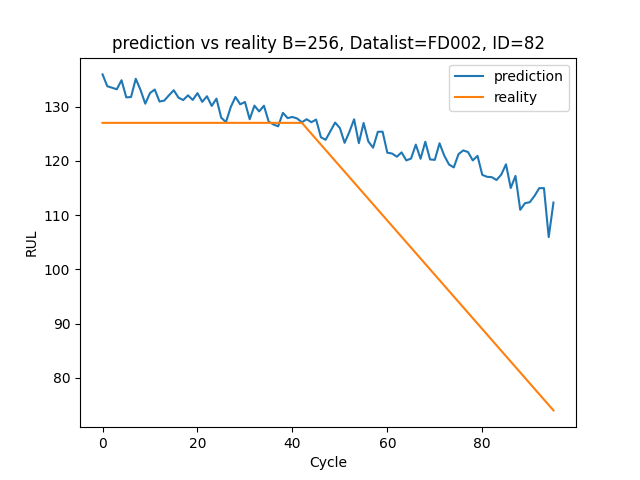 prediction vs reality B=256, Datalist=FD002, ID=82
prediction
reality
RUL
130
120
110
100
90
80
0 20 40 60 80
Cycle